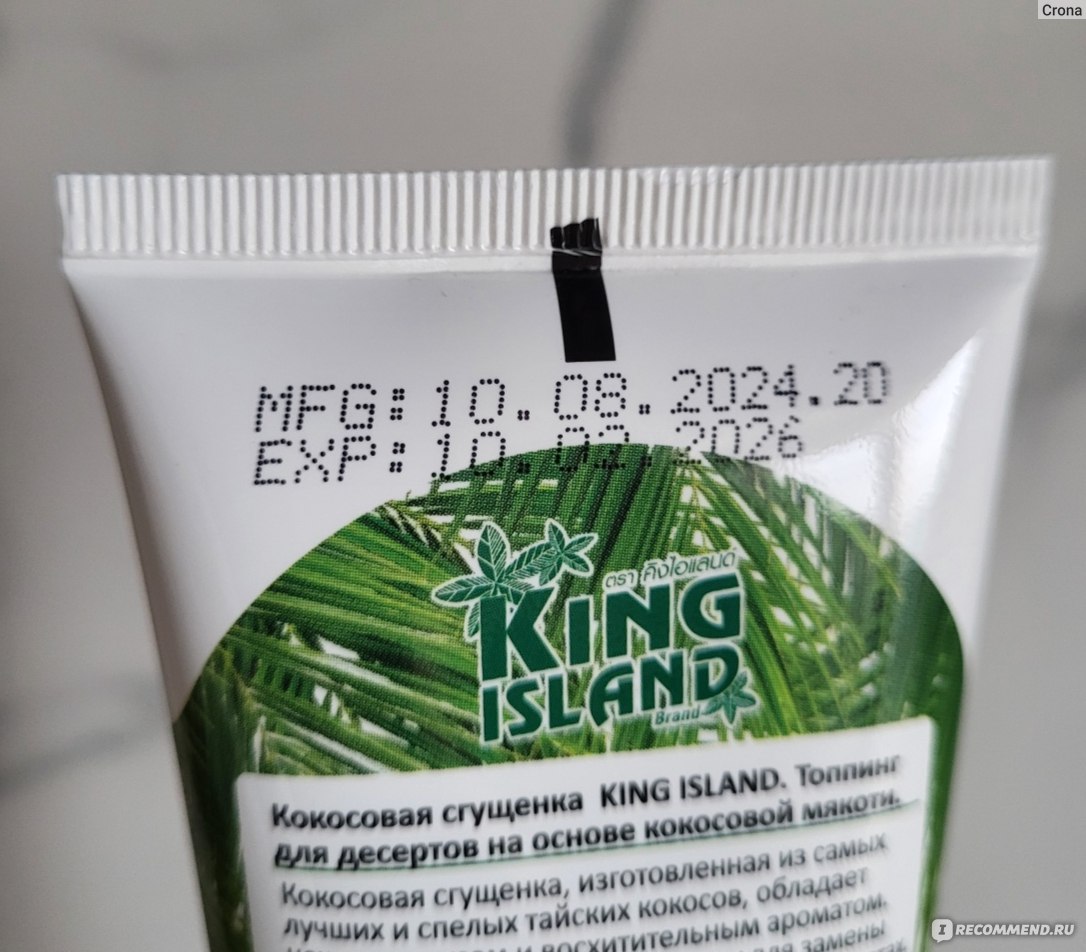 Crona
MFG: 10.08.2024.20
EXP: 10.02.2026
ตรา คิงไอแลนด์
KING
ISLAND
Brand
Кокосовая сгущенка KING ISLAND. Топпинг
для десертов на основе кокосовой мякоти.
Кокосовая сгущенка, изготовленная из самых
лучших и спелых тайских кокосов, обладает
и восхитительным ароматом.
замены
IRECOMMEND.RU